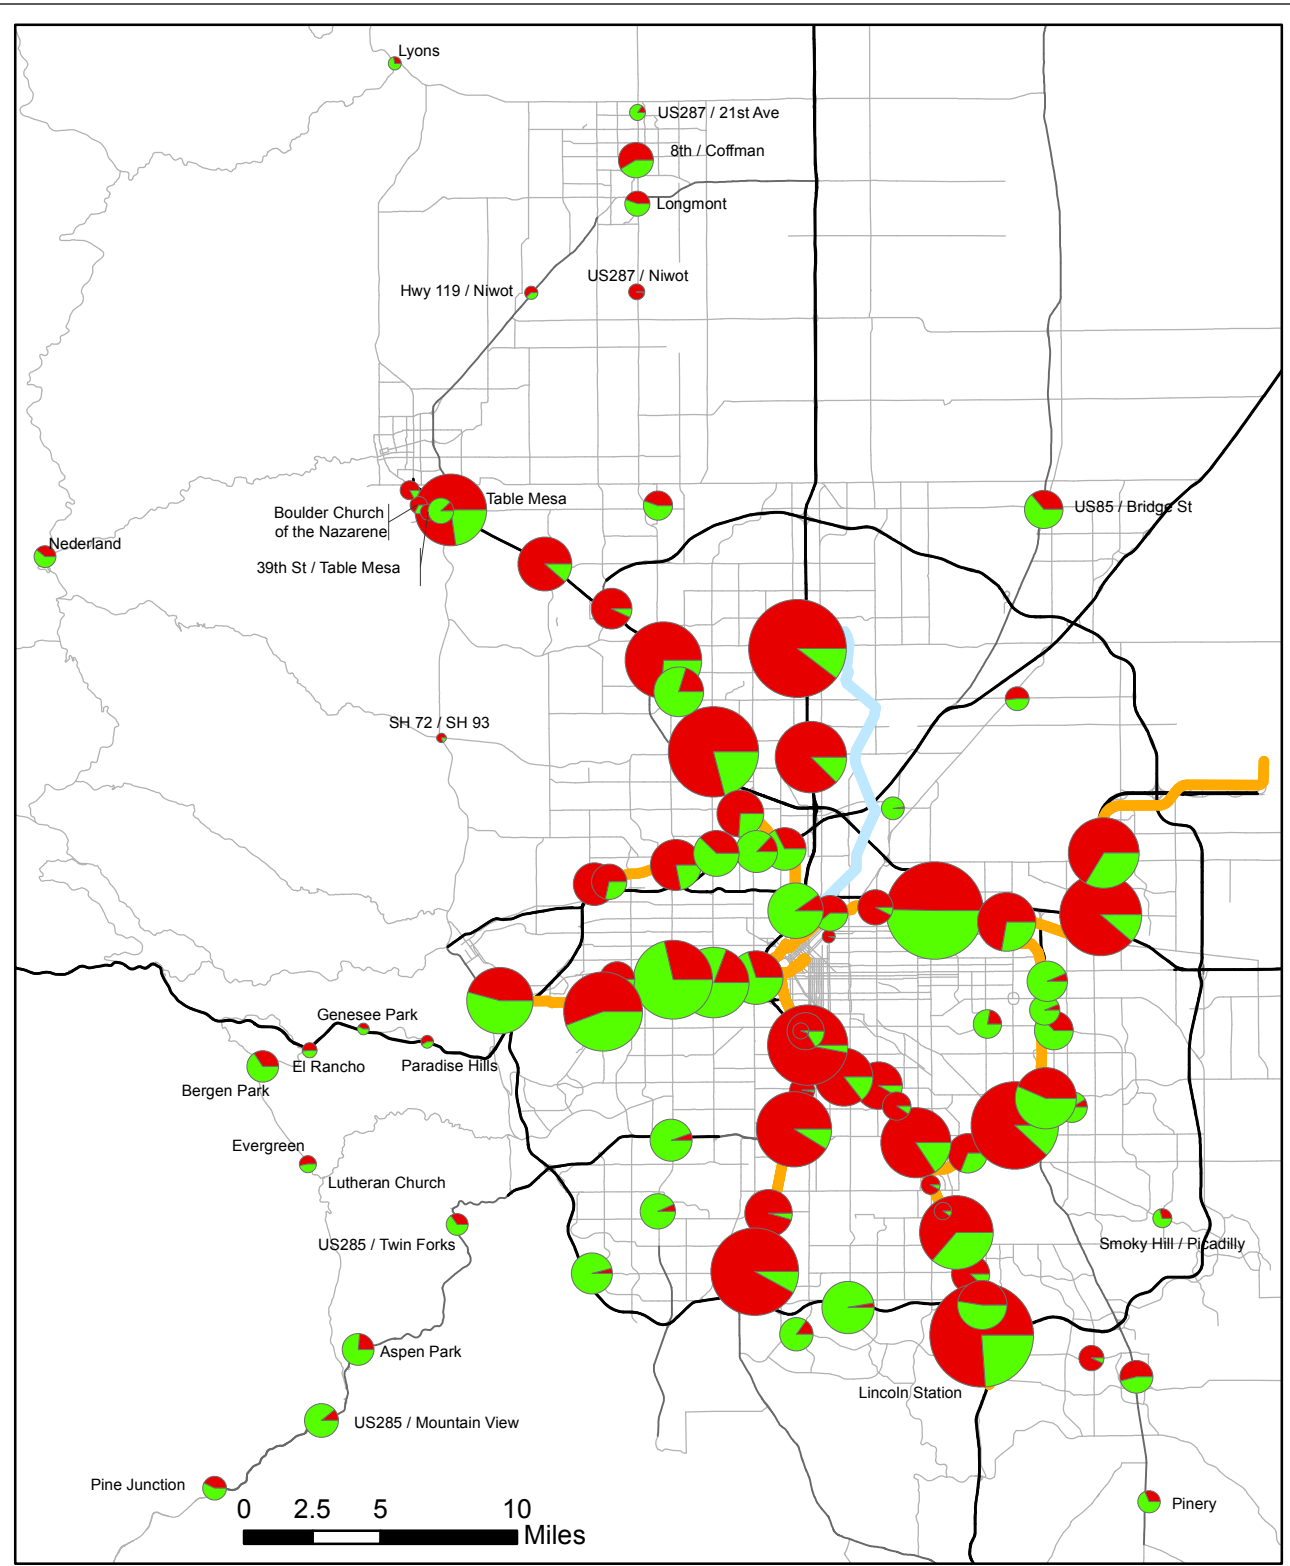 Lyons
US287 / 21st Ave
8th / Coffman
Longmont
US287 / Niwot
Hwy 119 / Niwot
Table Mesa
US85 / Bridge St
Boulder Church
of the Nazarene
Nederland
39th St / Table Mesa
SH 72 / SH 93
Genesee Park
El Rancho
Paradise Hills
Bergen Park
Evergreen
Lutheran Church
US285 / Twin Forks
Smoky Hill / Picadilly
Aspen Park
Lincoln Station
US285 / Mountain View
Pine Junction
Pinery
0 2.5 5 10
Miles